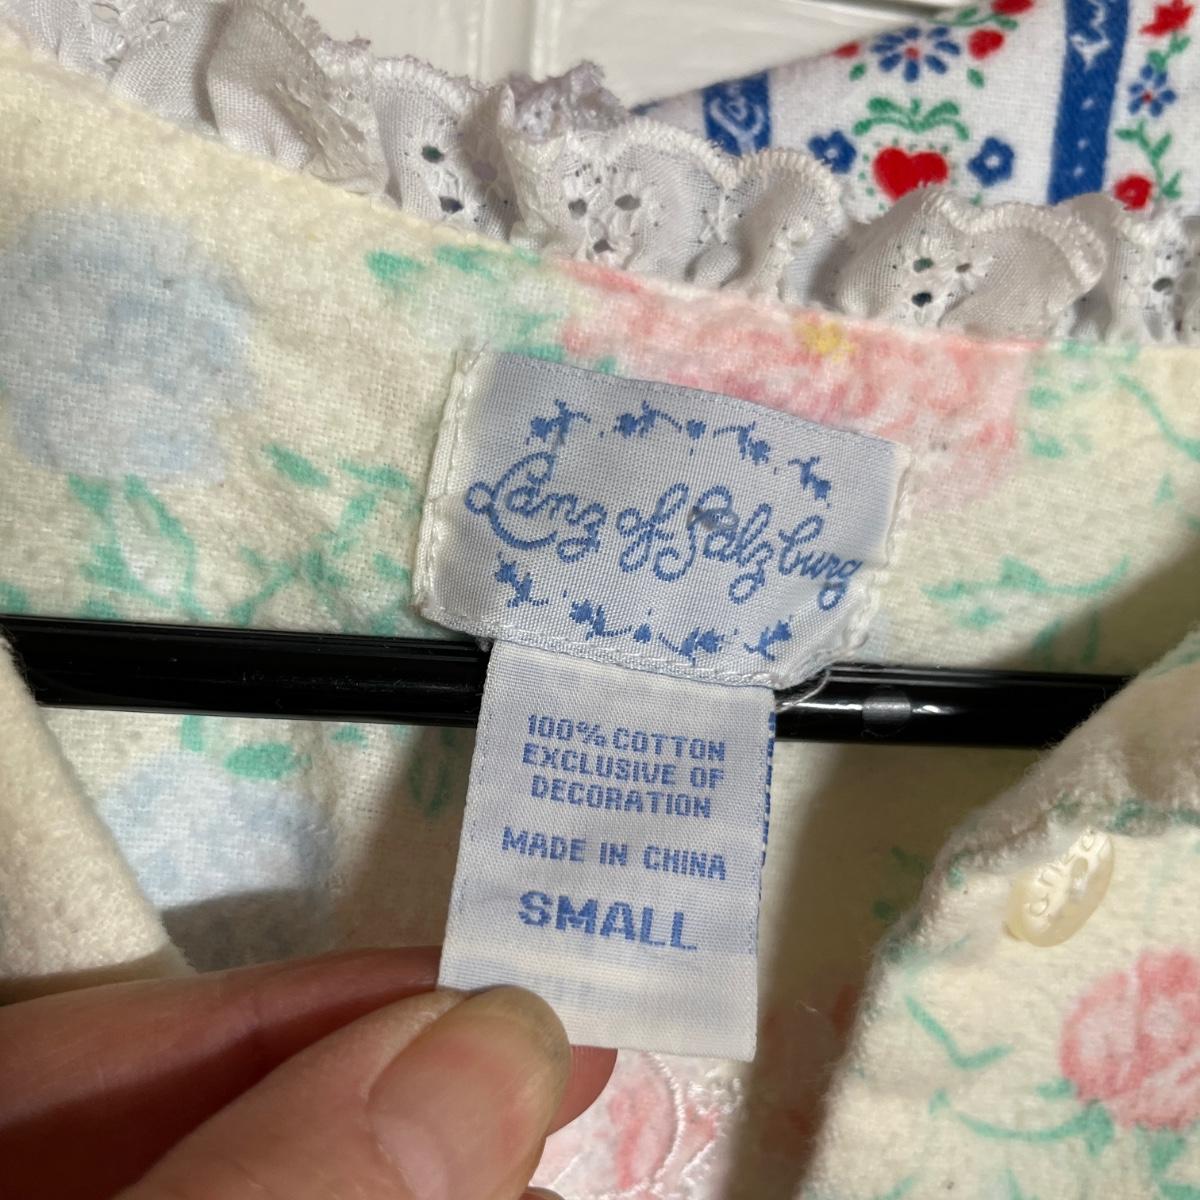 Lanz of Salzburg
100% COTTON
EXCLUSIVE OF
DECORATION
MADE IN CHINA
SMALL